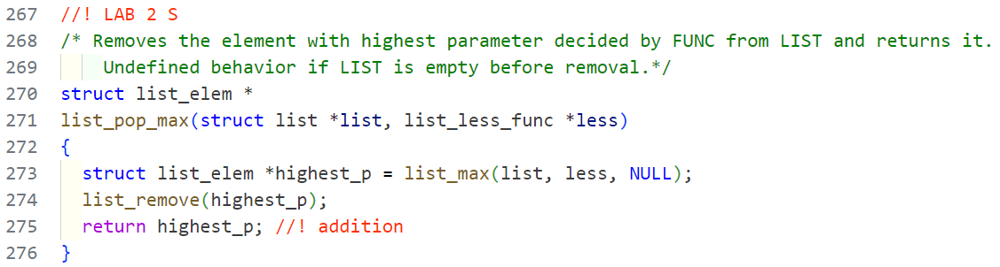 267 //! LAB 2 S
268 /* Removes the element with highest parameter decided by FUNC from LIST and returns it.
269     Undefined behavior if LIST is empty before removal.*/
270 struct list_elem *
271 list_pop_max(struct list *list, list_less_func *less)
272 {
273   struct list_elem *highest_p = list_max(list, less, NULL);
274   list_remove(highest_p);
275   return highest_p; //! addition
276 }